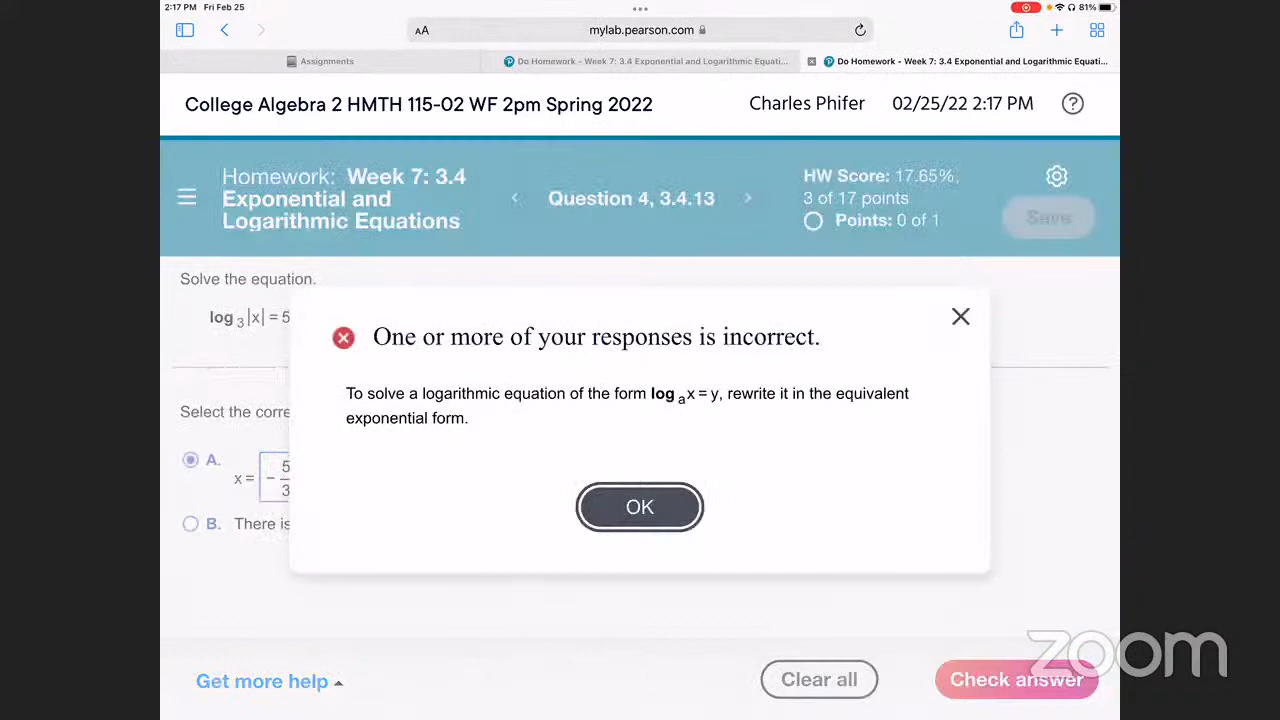 2:17 PM Fri Feb 25
81%
AA
mylab.pearson.com
Assignments
Do Homework - Week 7: 3.4 Exponential and Logarithmic Equati...
Do Homework - Week 7: 3.4 Exponential and Logarithmic Equati...
College Algebra 2 HMTH 115-02 WF 2pm Spring 2022
Charles Phifer
02/25/22 2:17 PM
?
Homework: Week 7: 3.4
Exponential and
Logarithmic Equations
Question 4, 3.4.13
HW Score: 17.65%,
3 of 17 points
Points: 0 of 1
Save
Solve the equation.
log 3 |x| = 5
One or more of your responses is incorrect.
To solve a logarithmic equation of the form log a x = y, rewrite it in the equivalent
exponential form.
OK
Select the corre
A.
x = - 5/3
B. There is
Get more help
Clear all
Check answer
zoom